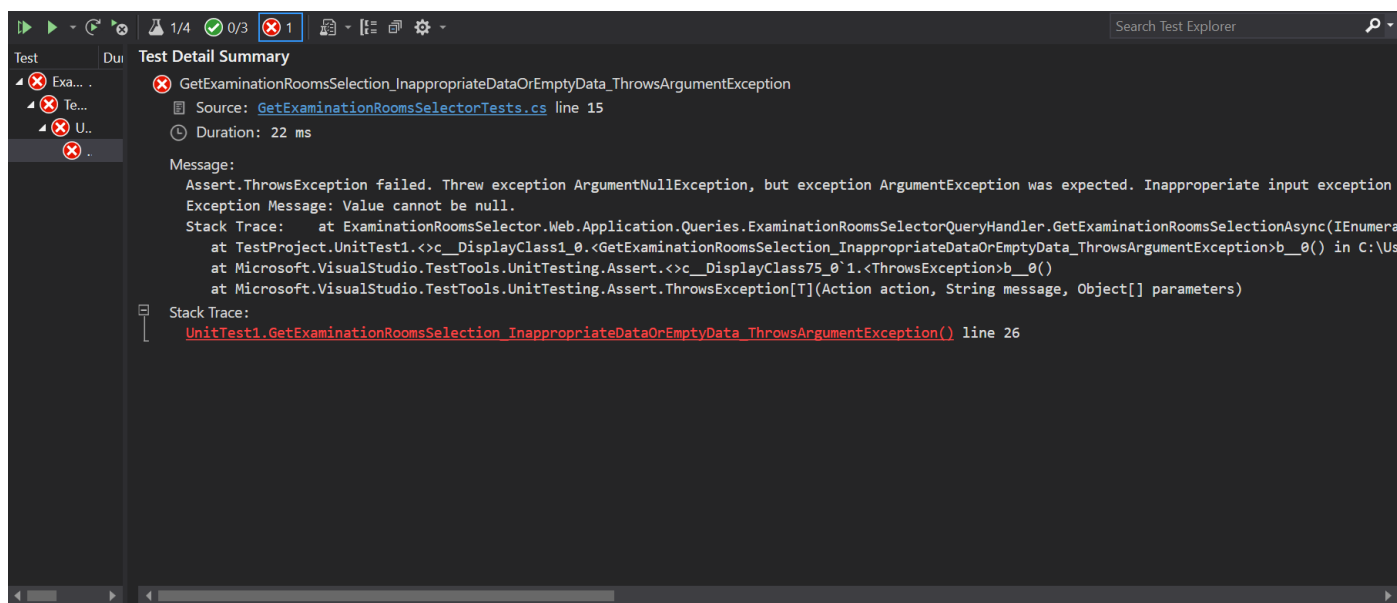 1/4 0/3 1 Search Test Explorer
Test Dui Test Detail Summary
Exa... . GetExaminationRoomsSelection_InappropriateDataOrEmptyData_ThrowsArgumentException
Te... Source: GetExaminationRoomsSelectorTests.cs line 15
U.. Duration: 22 ms
.
Message:
Assert.ThrowsException failed. Threw exception ArgumentNullException, but exception ArgumentException was expected. Inapproperiate input exception
Exception Message: Value cannot be null.
Stack Trace: at ExaminationRoomsSelector.Web.Application.Queries.ExaminationRoomsSelectorQueryHandler.GetExaminationRoomsSelectionAsync(IEnumera
at TestProject.UnitTest1.<>c__DisplayClass1_0.<GetExaminationRoomsSelection_InappropriateDataOrEmptyData_ThrowsArgumentException>b__0() in C:\Us
at Microsoft.VisualStudio.TestTools.UnitTesting.Assert.<>c__DisplayClass75_0`1.<ThrowsException>b__0()
at Microsoft.VisualStudio.TestTools.UnitTesting.Assert.ThrowsException[T](Action action, String message, Object[] parameters)
Stack Trace:
UnitTest1.GetExaminationRoomsSelection_InappropriateDataOrEmptyData_ThrowsArgumentException() line 26